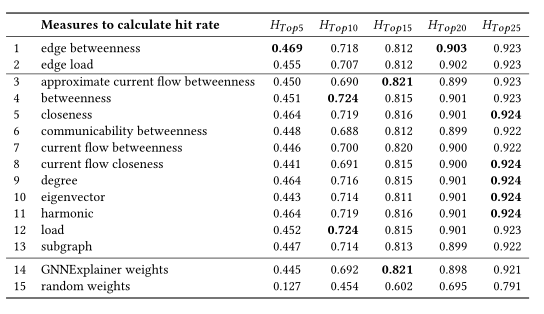 Measures to calculate hit rate H_Top5 H_Top10 H_Top15 H_Top20 H_Top25
1 edge betweenness 0.469 0.718 0.812 0.903 0.923
2 edge load 0.455 0.707 0.812 0.902 0.923
3 approximate current flow betweenness 0.450 0.690 0.821 0.899 0.923
4 betweenness 0.451 0.724 0.815 0.901 0.923
5 closeness 0.464 0.719 0.816 0.901 0.924
6 communicability betweenness 0.448 0.688 0.812 0.899 0.922
7 current flow betweenness 0.446 0.700 0.820 0.900 0.922
8 current flow closeness 0.441 0.691 0.815 0.900 0.924
9 degree 0.464 0.716 0.815 0.901 0.924
10 eigenvector 0.443 0.714 0.811 0.901 0.924
11 harmonic 0.464 0.719 0.816 0.901 0.924
12 load 0.452 0.724 0.815 0.901 0.923
13 subgraph 0.447 0.714 0.813 0.899 0.922
14 GNNExplainer weights 0.445 0.692 0.821 0.898 0.921
15 random weights 0.127 0.454 0.602 0.695 0.791